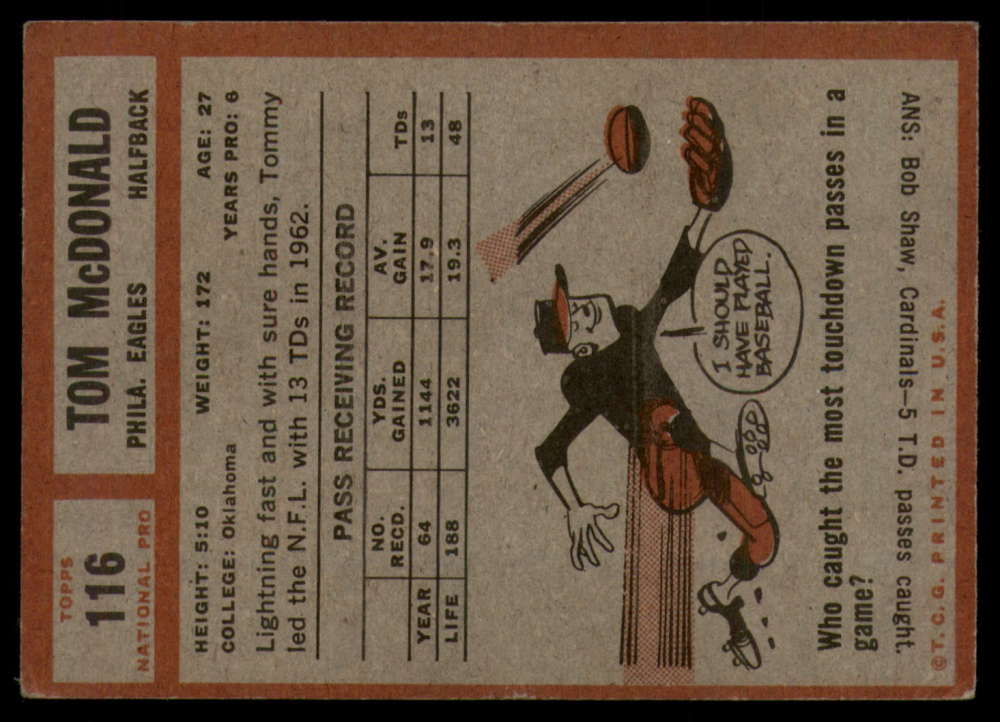 TOPPS
116
NATIONAL PRO
TOM McDONALD
PHILA. EAGLES HALFBACK
HEIGHT: 5:10 WEIGHT: 172 AGE: 27
COLLEGE: Oklahoma YEARS PRO: 6
Lightning fast and with sure hands, Tommy
led the N.F.L. with 13 TDs in 1962.
PASS RECEIVING RECORD
NO. RECD. YDS. GAINED AV. GAIN TDs
YEAR 64 1144 17.9 13
LIFE 188 3622 19.3 48
I SHOULD
HAVE PLAYED
BASEBALL.
Who caught the most touchdown passes in a
game?
ANS: Bob Shaw, Cardinals—5 T.D. passes caught.
©T.C.G. PRINTED IN U.S.A.